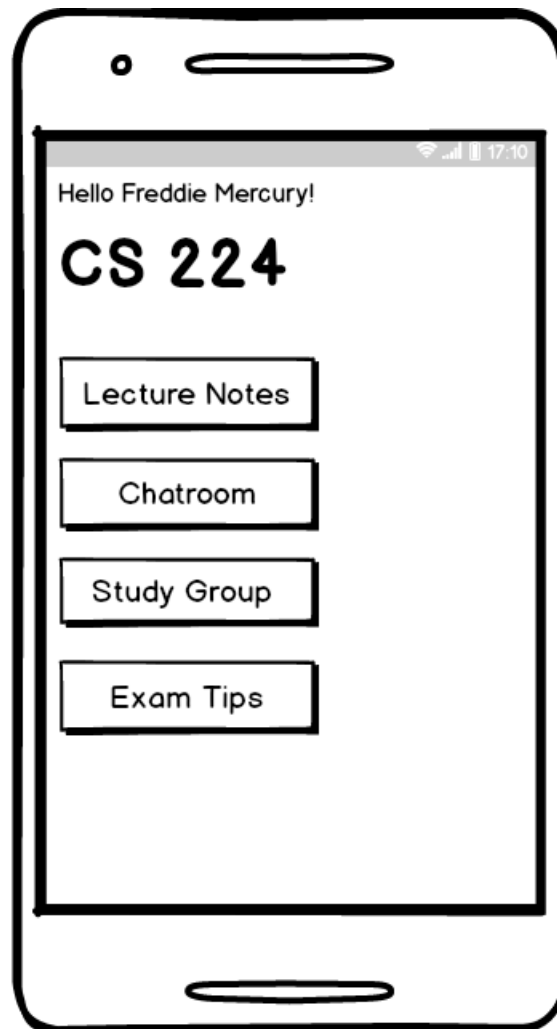 17:10
Hello Freddie Mercury!
CS 224
Lecture Notes
Chatroom
Study Group
Exam Tips